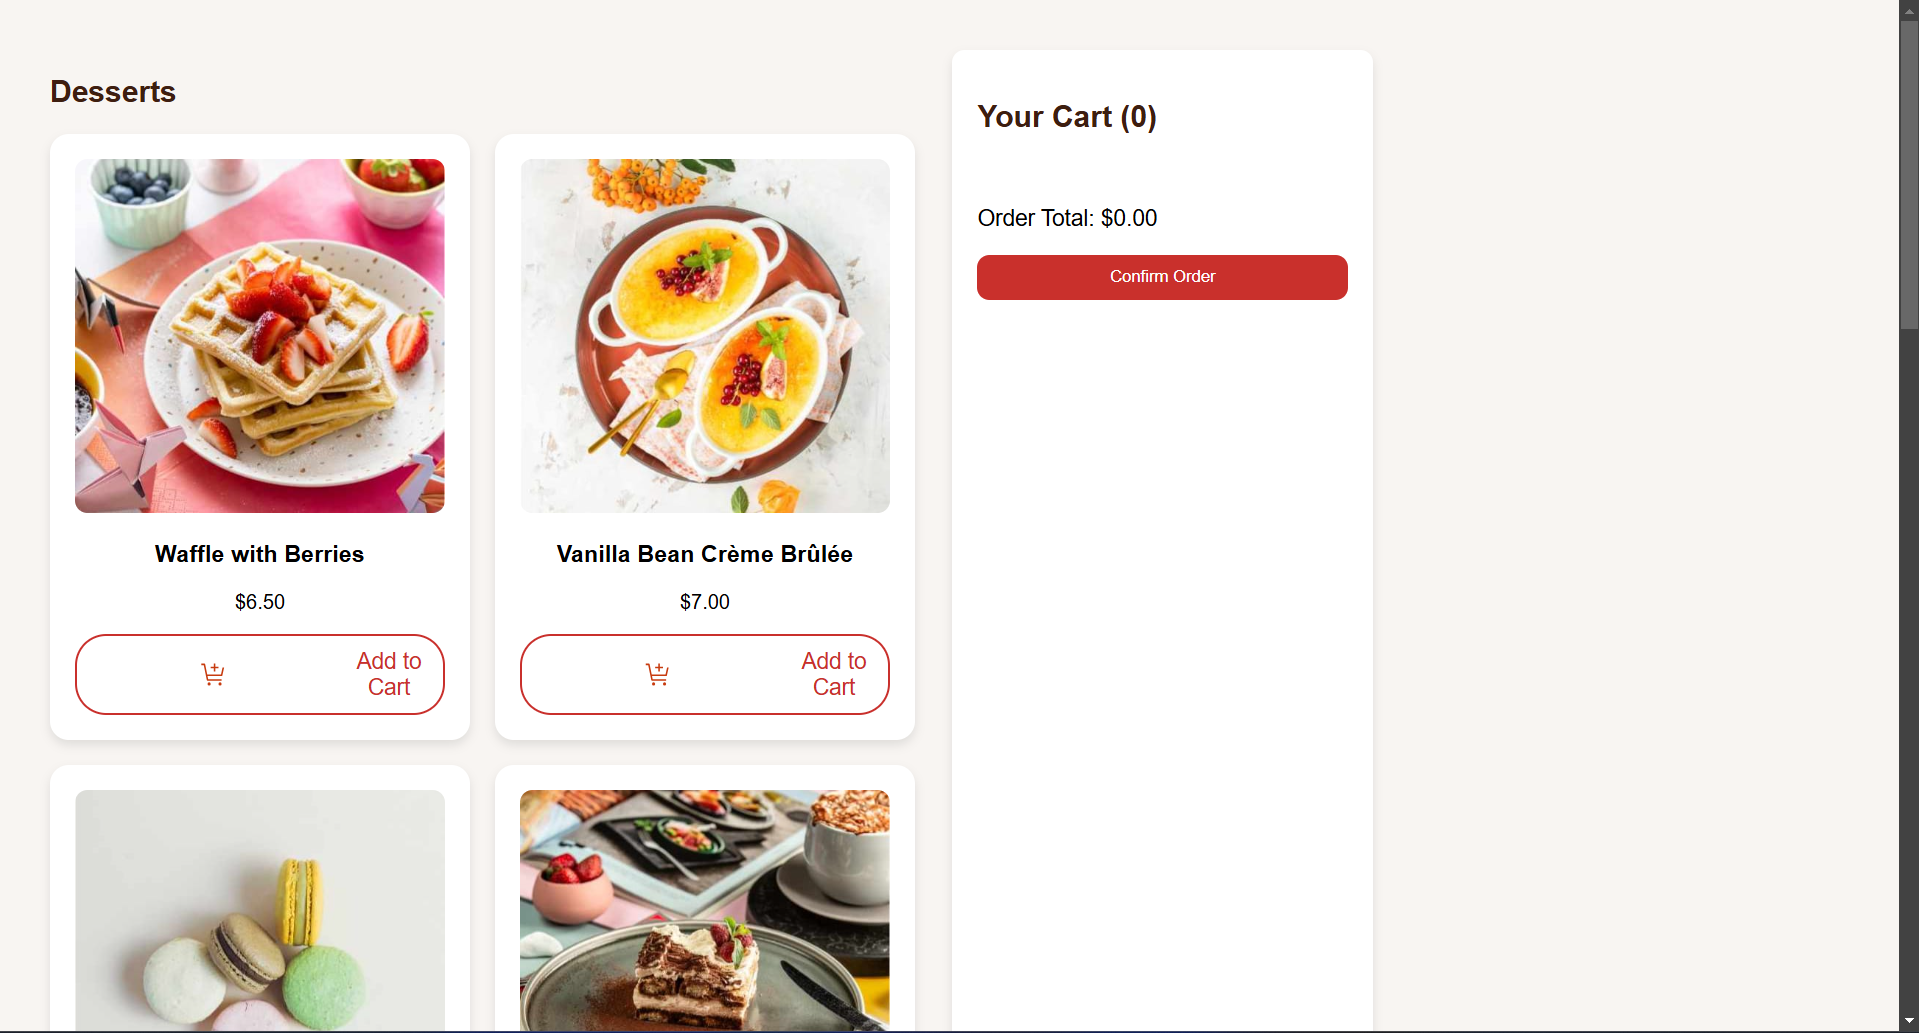 Desserts
Waffle with Berries
$6.50
Add to
Cart
Vanilla Bean Crème Brûlée
$7.00
Add to
Cart
Your Cart (0)
Order Total: $0.00
Confirm Order